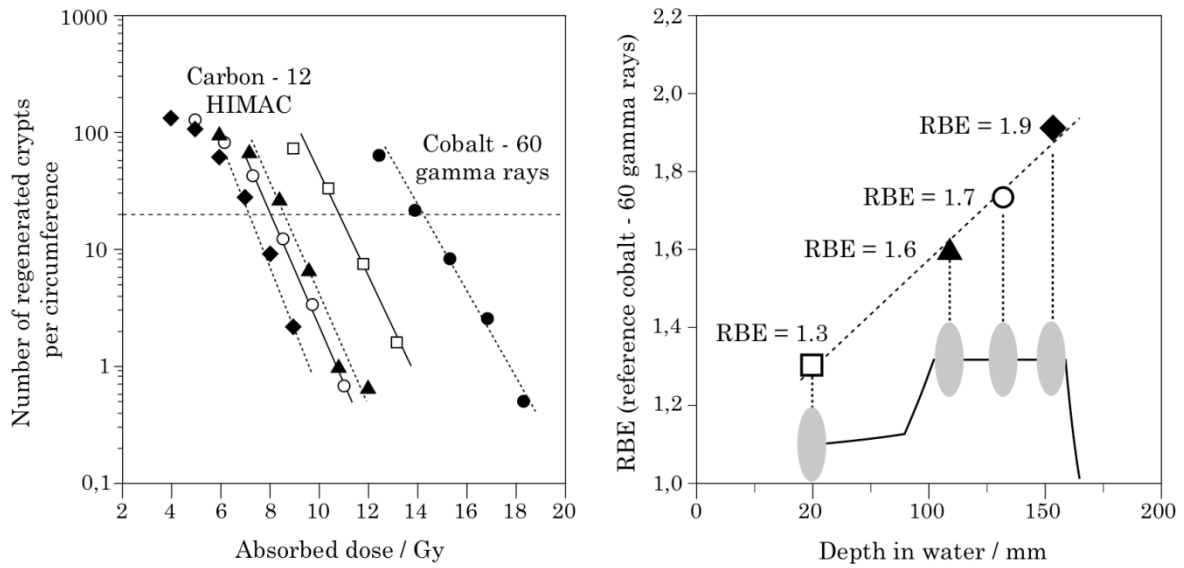 1000
100
10
1
0,1
Number of regenerated crypts
per circumference
Carbon - 12
HIMAC
Cobalt - 60
gamma rays
2 4 6 8 10 12 14 16 18 20
Absorbed dose / Gy
2,2
2,0
1,8
1,6
1,4
1,2
1,0
RBE (reference cobalt - 60 gamma rays)
RBE = 1.9
RBE = 1.7
RBE = 1.6
RBE = 1.3
0 20 100 150 200
Depth in water / mm